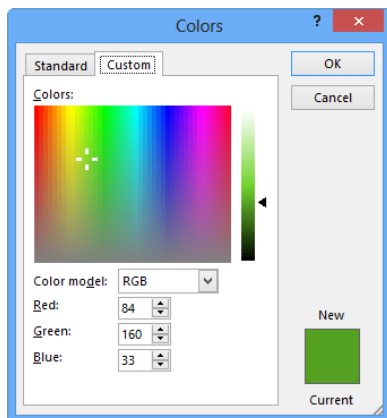 Colors
?
Standard
Custom
OK
Cancel
Colors:
Color model: RGB
Red: 84
Green: 160
Blue: 33
New
Current